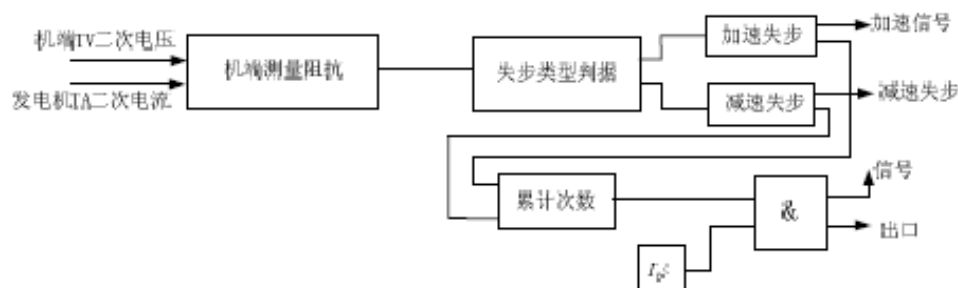 机端TV二次电压
发电机TA二次电流
机端测量阻抗
失步类型判据
加速失步
加速信号
减速失步
减速失步
累计次数
&
信号
出口